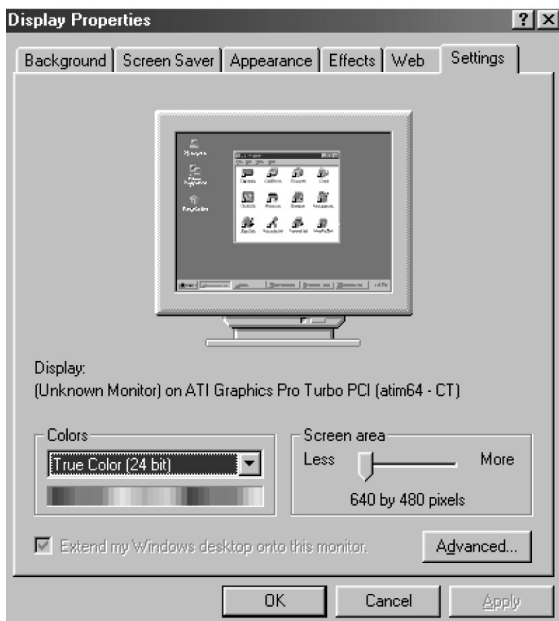 Display Properties
Background Screen Saver Appearance Effects Web Settings
Display:
(Unknown Monitor) on ATI Graphics Pro Turbo PCI (atim64 - CT)
Colors
True Color (24 bit)
Screen area
Less More
640 by 480 pixels
Extend my Windows desktop onto this monitor.
Advanced...
OK Cancel Apply